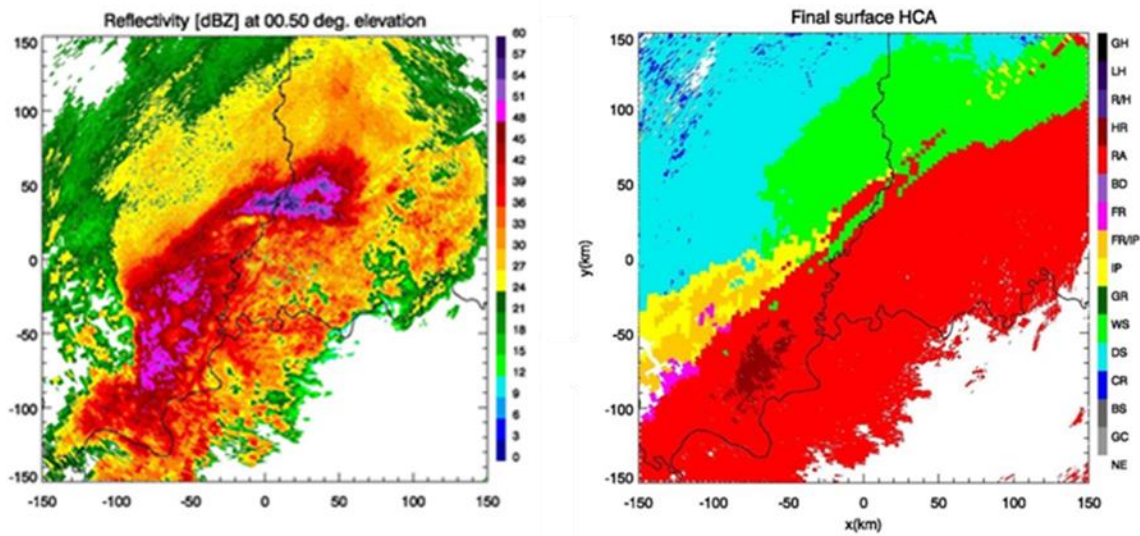 Reflectivity [dBZ] at 00.50 deg. elevation
150
100
50
0
-50
-100
-150
-150
-100
-50
0
50
100
150
60
57
54
51
48
45
42
39
36
33
30
27
24
21
18
15
12
9
6
3
0
Final surface HCA
150
100
50
0
-50
-100
-150
y(km)
-150
-100
-50
0
50
100
150
x(km)
GH
LH
R/H
HR
RA
BD
FR
FR/IP
IP
GR
WS
DS
CR
BS
GC
NE